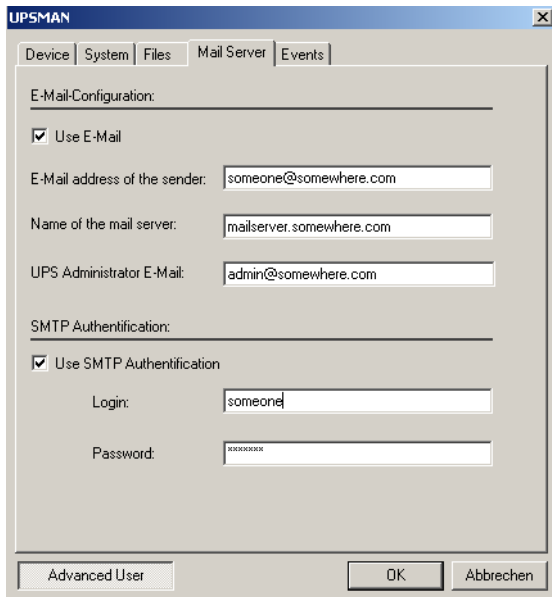 UPSMAN
Device System Files Mail Server Events
E-Mail-Configuration:
Use E-Mail
E-Mail address of the sender: someone@somewhere.com
Name of the mail server: mailserver.somewhere.com
UPS Administrator E-Mail: admin@somewhere.com
SMTP Authentification:
Use SMTP Authentification
Login: someone
Password: *******
Advanced User OK Abbrechen